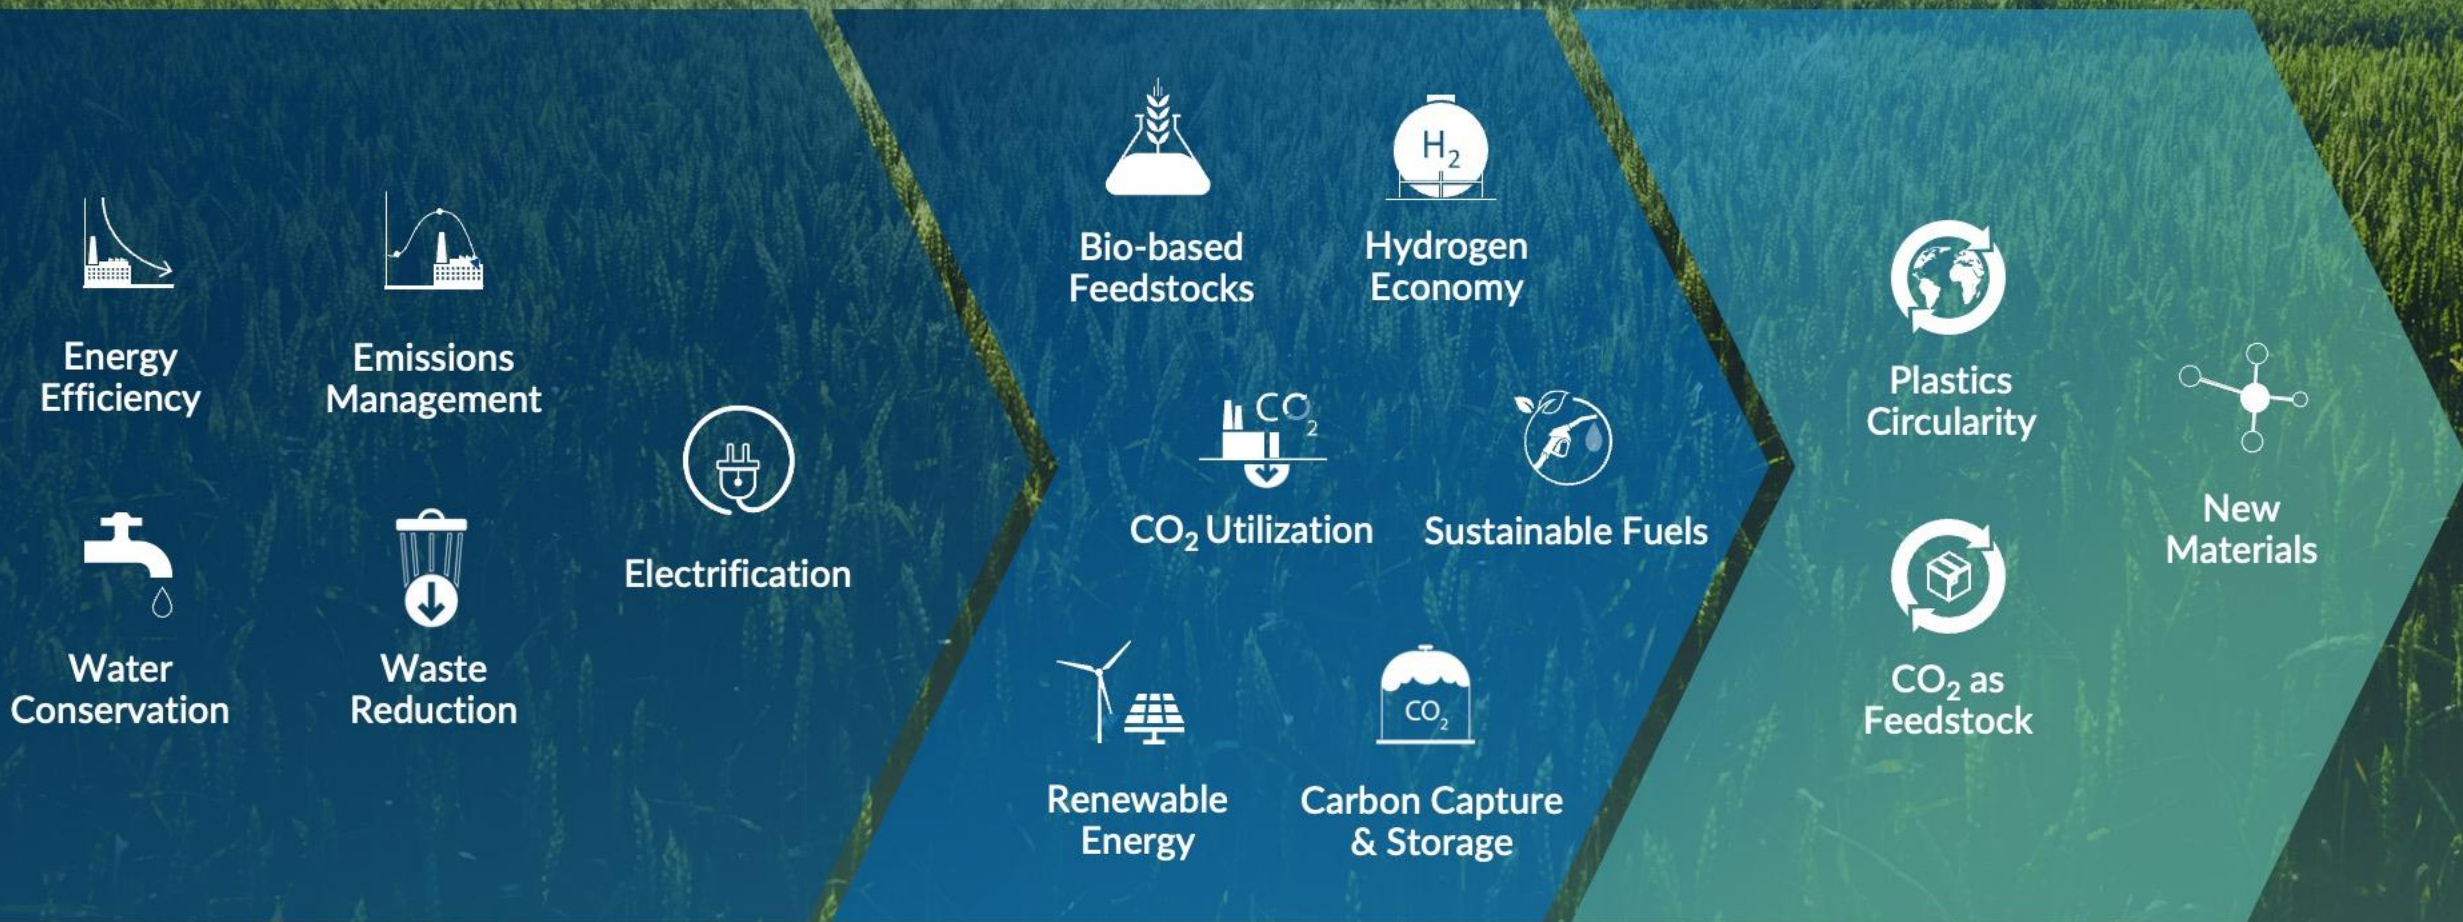 Energy
Efficiency
Emissions
Management
Water
Conservation
Waste
Reduction
Electrification
H₂
Bio-based
Feedstocks
Hydrogen
Economy
CO₂
CO₂ Utilization
Sustainable Fuels
Renewable
Energy
CO₂
Carbon Capture
& Storage
Plastics
Circularity
CO₂ as
Feedstock
New
Materials